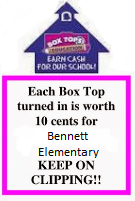 BOX TOPS
EDUCATION
EARN CASH
FOR OUR SCHOOL!
Each Box Top
turned in is worth
10 cents for
Bennett
Elementary
KEEP ON
CLIPPING!!